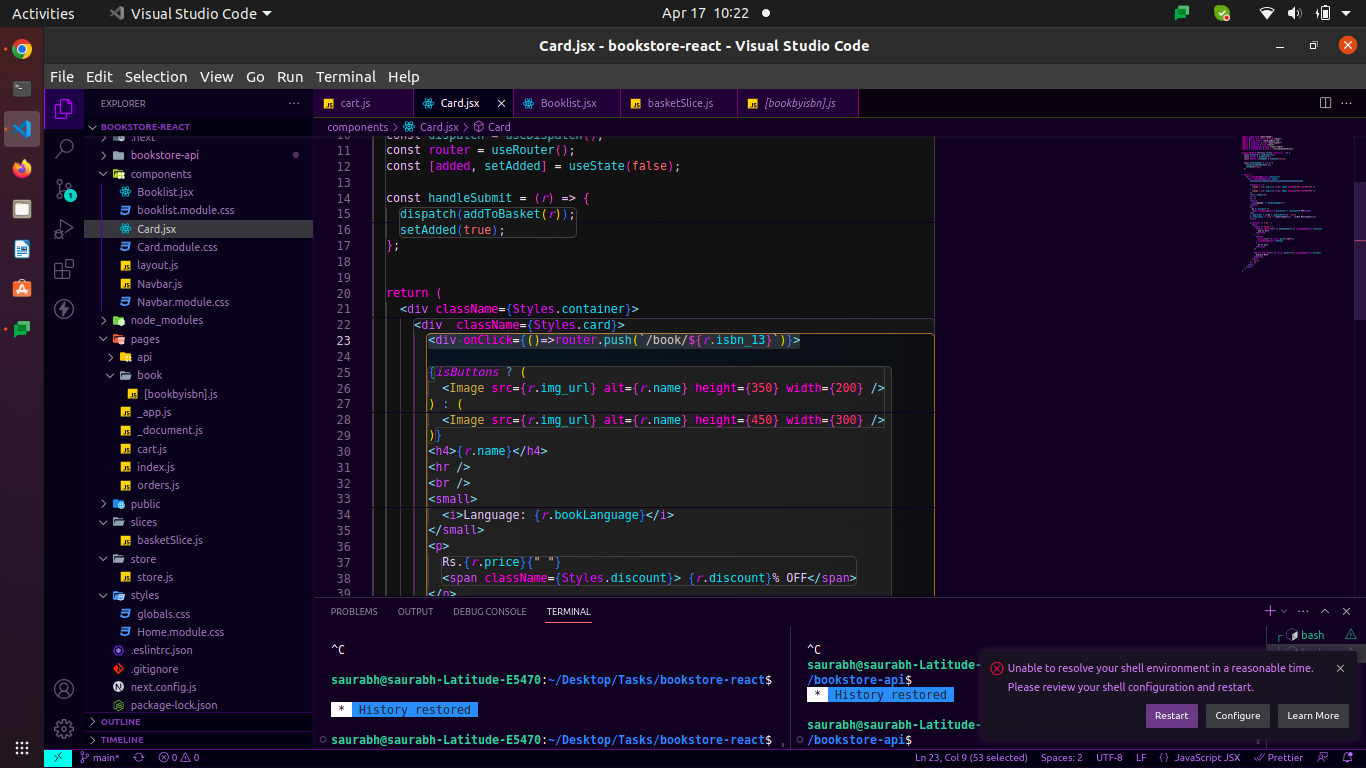 Activities
Visual Studio Code
Apr 17 10:22
Card.jsx - bookstore-react - Visual Studio Code
File Edit Selection View Go Run Terminal Help
EXPLORER
BOOKSTORE-REACT
.next
bookstore-api
components
Booklist.jsx
booklist.module.css
Card.jsx
Card.module.css
layout.js
Navbar.js
Navbar.module.css
node_modules
pages
api
book
[bookbyisbn].js
_app.js
_document.js
cart.js
index.js
orders.js
public
slices
basketSlice.js
store
store.js
styles
globals.css
Home.module.css
.eslintrc.json
.gitignore
next.config.js
package-lock.json
OUTLINE
TIMELINE
cart.js
Card.jsx
Booklist.jsx
basketSlice.js
[bookbyisbn].js
components > Card.jsx > Card
10 const dispatch = useDispatch();
11 const router = useRouter();
12 const [added, setAdded] = useState(false);
13
14 const handleSubmit = (r) => {
15 dispatch(addToBasket(r));
16 setAdded(true);
17 };
18
19
20 return (
21 <div className={Styles.container}>
22 <div  className={Styles.card}>
23 <div onClick={()=>router.push(`/book/${r.isbn_13}`)}>
24
25 {isButtons ? (
26 <Image src={r.img_url} alt={r.name} height={350} width={200} />
27 ) : (
28 <Image src={r.img_url} alt={r.name} height={450} width={300} />
29 )}
30 <h4>{r.name}</h4>
31 <hr />
32 <br />
33 <small>
34 <i>Language: {r.bookLanguage}</i>
35 </small>
36 <p>
37 Rs.{r.price}{" "}
38 <span className={Styles.discount}> {r.discount}% OFF</span>
39 </p>
PROBLEMS OUTPUT DEBUG CONSOLE TERMINAL
^C
saurabh@saurabh-Latitude-E5470:~/Desktop/Tasks/bookstore-react$
* History restored
saurabh@saurabh-Latitude-E5470:~/Desktop/Tasks/bookstore-react$
^C
saurabh@saurabh-Latitude-
/bookstore-api$
* History restored
saurabh@saurabh-Latitude-
/bookstore-api$
bash
Unable to resolve your shell environment in a reasonable time.
Please review your shell configuration and restart.
Restart Configure Learn More
main* 0 0
Ln 23, Col 9 (53 selected) Spaces: 2 UTF-8 LF {} JavaScript JSX Prettier